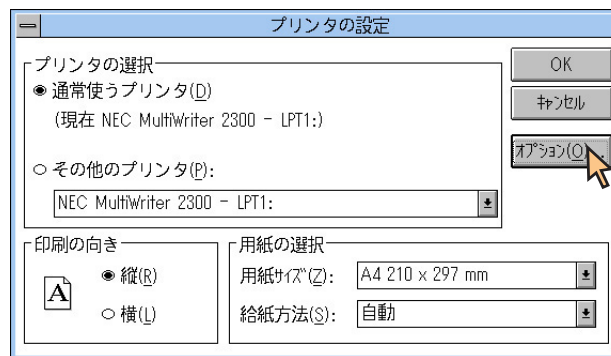 プリンタの設定
プリンタの選択
通常使うプリンタ(D)
(現在 NEC MultiWriter 2300 - LPT1:)
その他のプリンタ(P):
NEC MultiWriter 2300 - LPT1:
OK
ｷｬﾝｾﾙ
ｵﾌﾟｼｮﾝ(O)...
印刷の向き
A
縦(R)
横(L)
用紙の選択
用紙ｻｲｽﾞ(Z): A4 210 x 297 mm
給紙方法(S): 自動